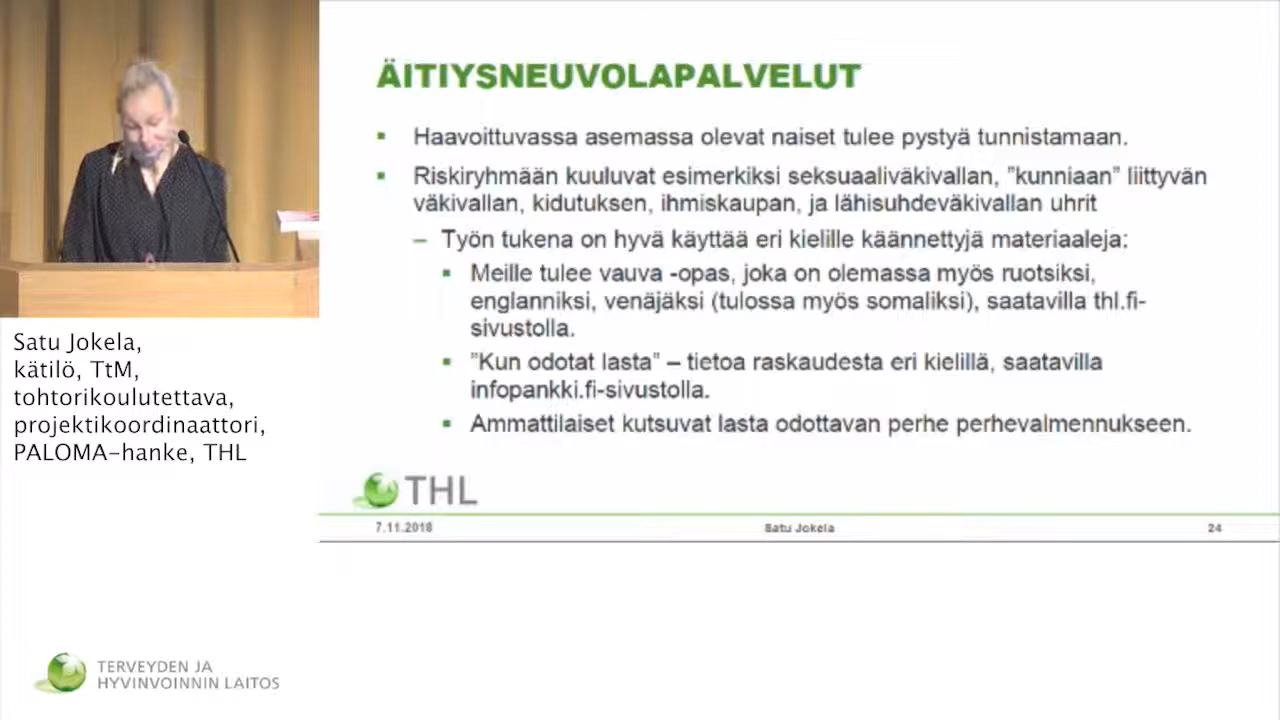 ÄITIYSNEUVOLAPALVELUT
Haavoittuvassa asemassa olevat naiset tulee pystyä tunnistamaan.
Riskiryhmään kuuluvat esimerkiksi seksuaaliväkivallan, "kunniaan" liittyvän
väkivallan, kidutuksen, ihmiskaupan, ja lähisuhdeväkivallan uhrit
– Työn tukena on hyvä käyttää eri kielille käännettyjä materiaaleja:
Meille tulee vauva -opas, joka on olemassa myös ruotsiksi,
englanniksi, venäjäksi (tulossa myös somaliksi), saatavilla thl.fi-
sivustolla.
"Kun odotat lasta" – tietoa raskaudesta eri kielillä, saatavilla
infopankki.fi-sivustolla.
Ammattilaiset kutsuvat lasta odottavan perhe perhevalmennukseen.
THL
7.11.2018
Satu Jokela
24
Satu Jokela,
kätilö, TtM,
tohtorikoulutettava,
projektikoordinaattori,
PALOMA-hanke, THL
TERVEYDEN JA
HYVINVOINNIN LAITOS